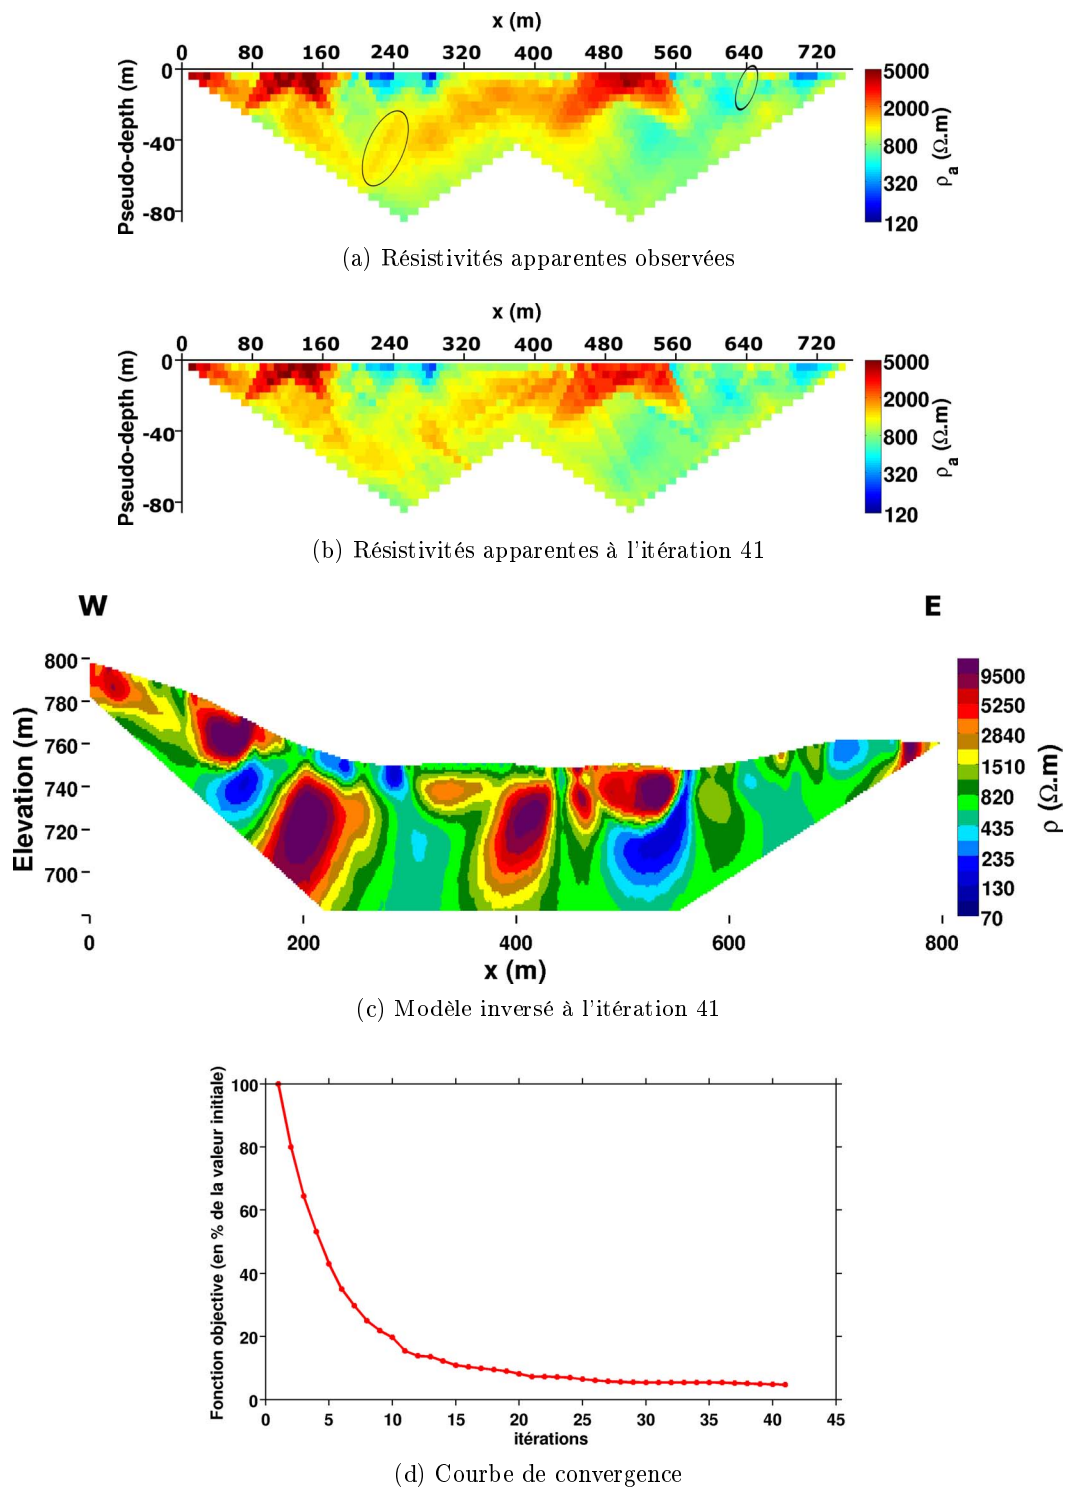 x (m)
0 80 160 240 320 400 480 560 640 720
Pseudo-depth (m)
0
-40
-80
5000
2000
800
320
120
ρa (Ω.m)
(a) Résistivités apparentes observées
x (m)
0 80 160 240 320 400 480 560 640 720
Pseudo-depth (m)
0
-40
-80
5000
2000
800
320
120
ρa (Ω.m)
(b) Résistivités apparentes à l'itération 41
W E
Elevation (m)
800
780
760
740
720
700
0 200 400 600 800
x (m)
9500
5250
2840
1510
820
435
235
130
70
ρ (Ω.m)
(c) Modèle inversé à l'itération 41
Fonction objective (en % de la valeur initiale)
100
80
60
40
20
0
0 5 10 15 20 25 30 35 40 45
itérations
(d) Courbe de convergence